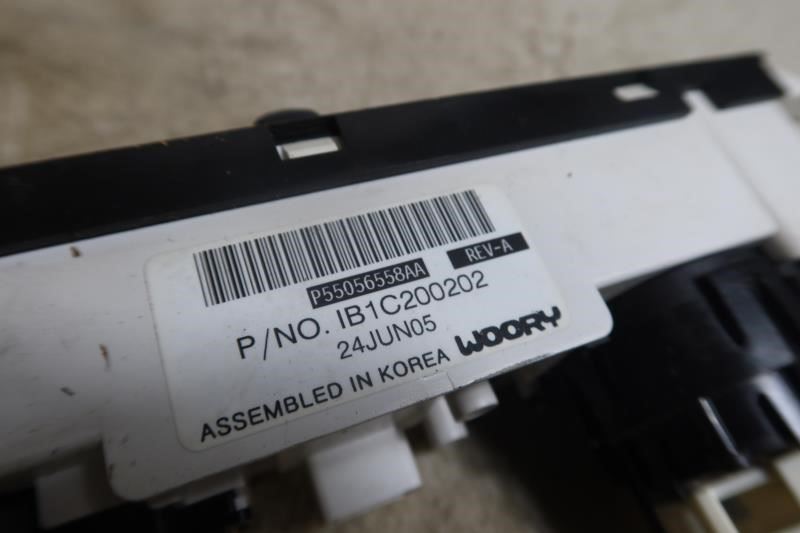 P55056558AA REV-A
P/NO. IB1C200202
24JUN05
ASSEMBLED IN KOREA WOORY